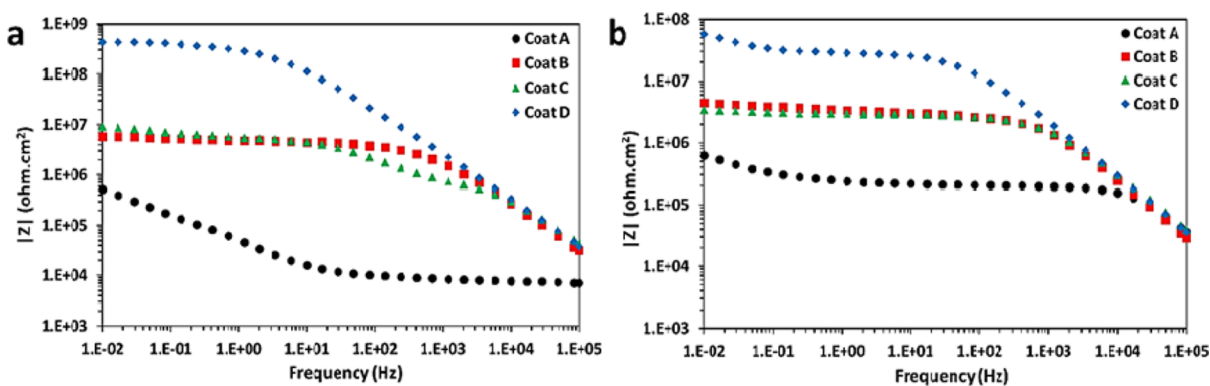 a
1.E+09
1.E+08
1.E+07
1.E+06
1.E+05
1.E+04
1.E+03
|Z| (ohm.cm²)
Coat A
Coat B
Coat C
Coat D
1.E-02 1.E-01 1.E+00 1.E+01 1.E+02 1.E+03 1.E+04 1.E+05
Frequency (Hz)
b
1.E+08
1.E+07
1.E+06
1.E+05
1.E+04
1.E+03
|Z| (ohm.cm²)
Coat A
Coat B
Coat C
Coat D
1.E-02 1.E-01 1.E+00 1.E+01 1.E+02 1.E+03 1.E+04 1.E+05
Frequency (Hz)